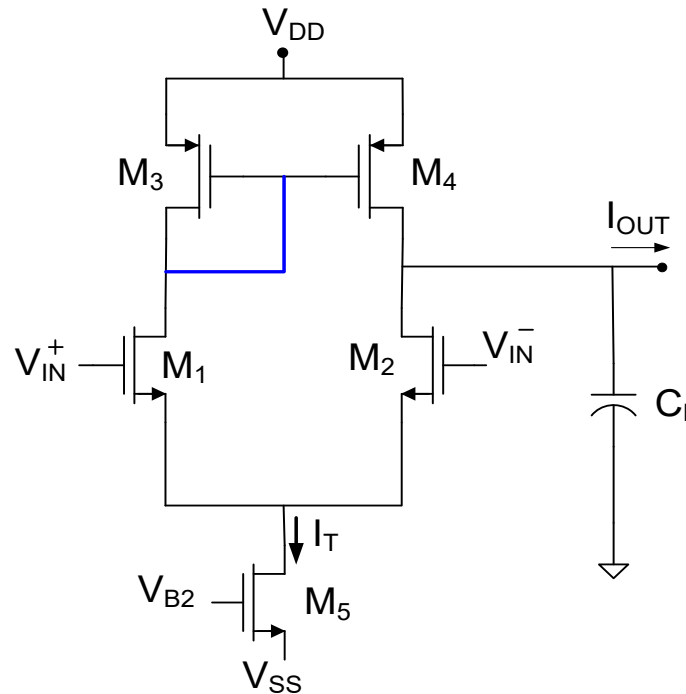 V_DD
M_3
M_4
I_OUT
V_IN^+
M_1
M_2
V_IN^−
C
I_T
V_B2
M_5
V_SS